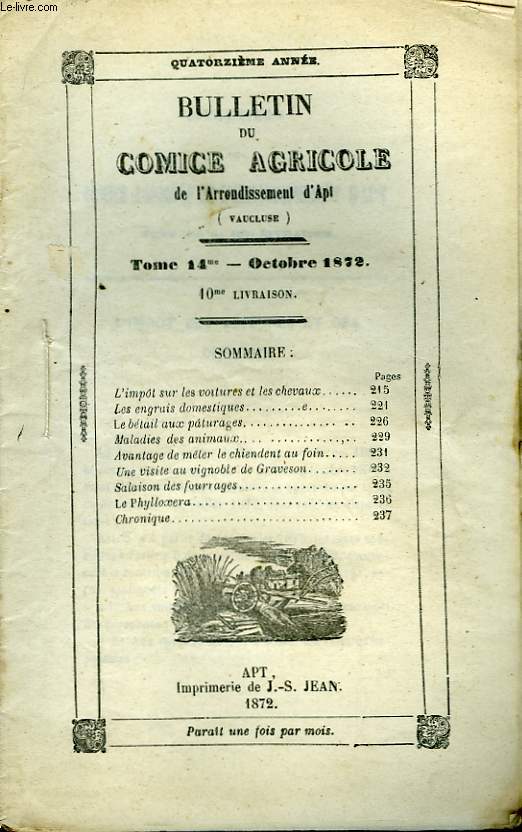 Le-livre.com
QUATORZIÈME ANNÉE.
BULLETIN
DU
COMICE AGRICOLE
de l'Arrondissement d'Apt
( VAUCLUSE )
Tome 14me — Octobre 1872.
10me LIVRAISON.
SOMMAIRE :
Pages
L'impôt sur les voitures et les chevaux...... 215
Les engrais domestiques.........e........ 221
Le bétail aux pâturages................. .. 226
Maladies des animaux.... ............,.. 229
Avantage de mêler le chiendent au foin..... 231
Une visite au vignoble de Graveson........ 232
Salaison des fourrages.................... 235
Le Phylloxera........................... 236
Chronique.............................. 237
APT,
Imprimerie de J.-S. JEAN.
1872.
Paraît une fois par mois.